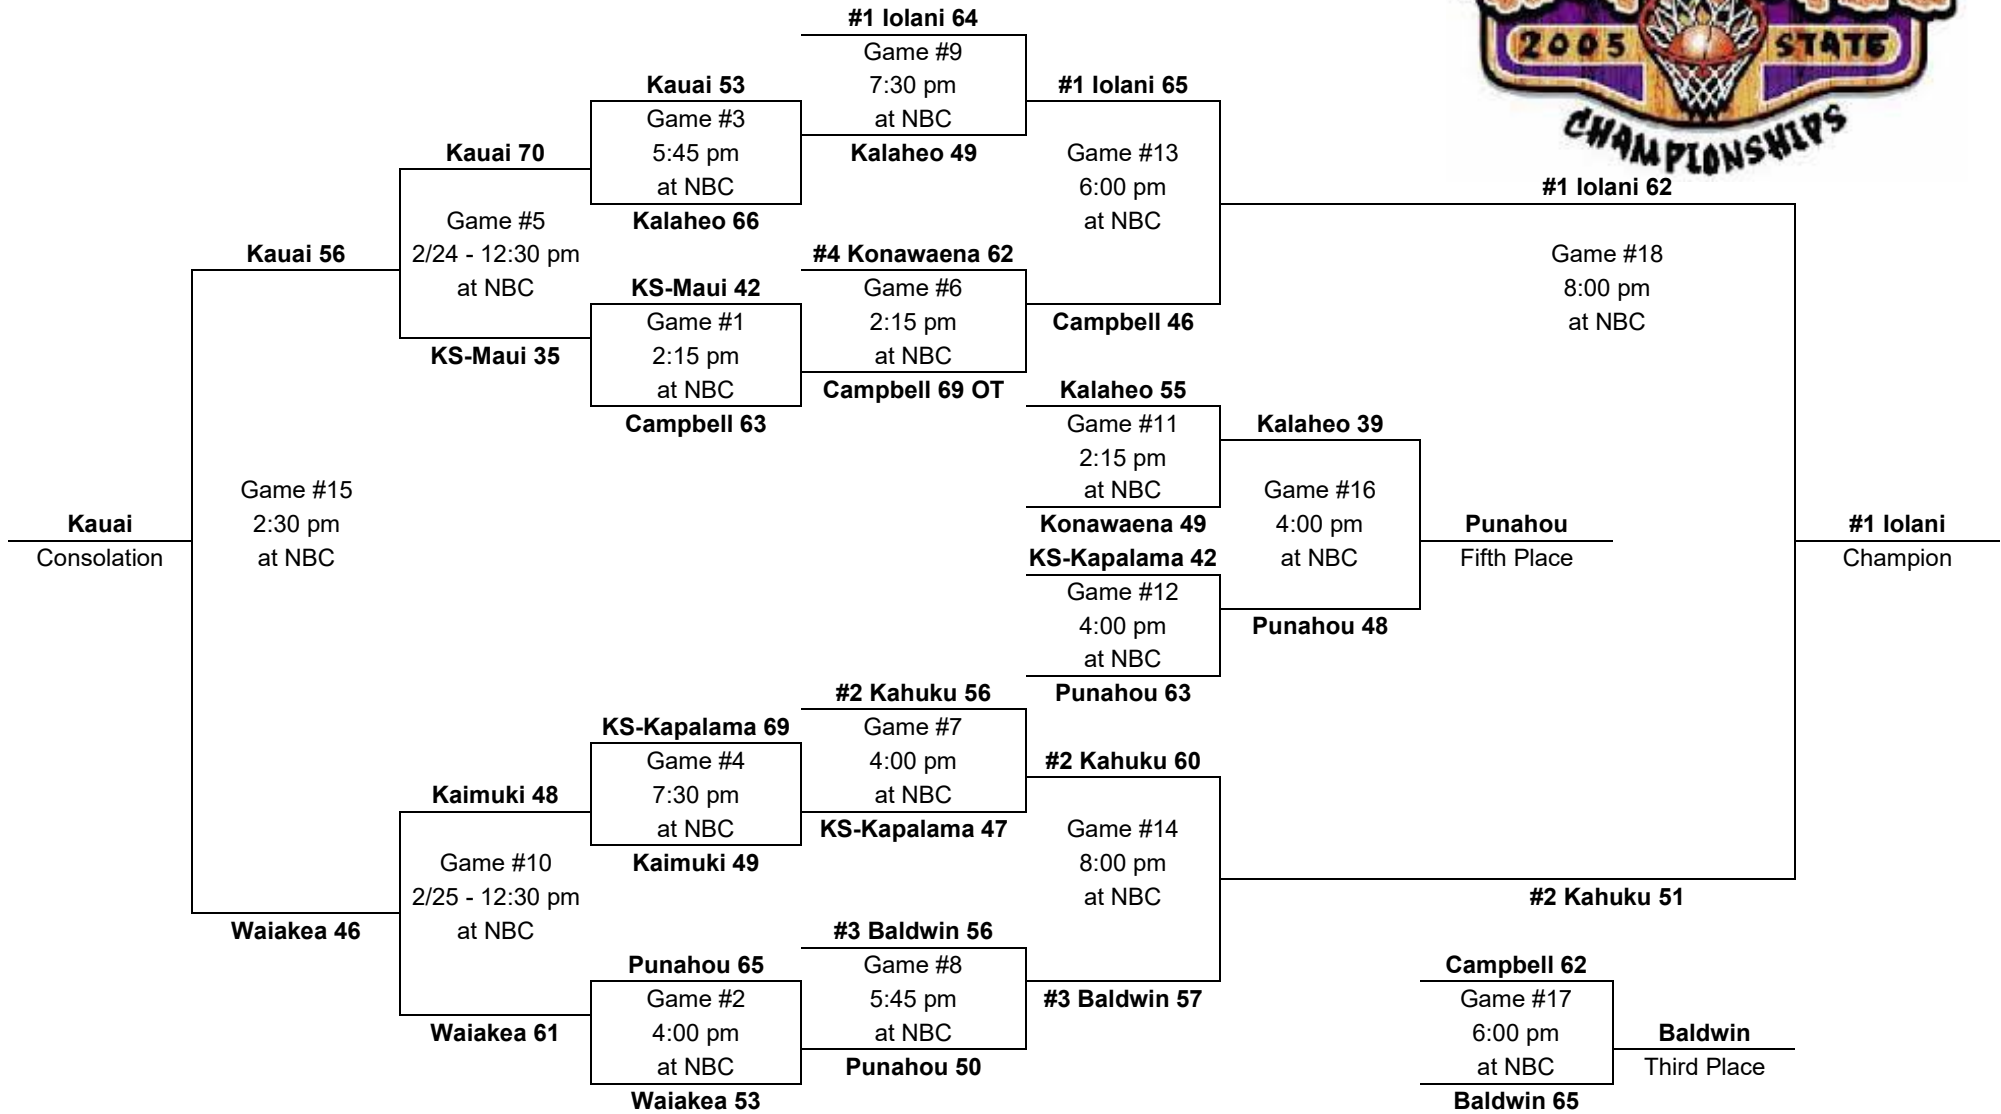 #1 Iolani 64
Game #9
7:30 pm
at NBC
Kalaheo 49
Kauai 53
Game #3
5:45 pm
at NBC
Kalaheo 66
#1 Iolani 65
Game #13
6:00 pm
at NBC
Campbell 46
2005 STATE
CHAMPIONSHIPS
Kauai 70
Game #5
2/24 - 12:30 pm
at NBC
KS-Maui 35
#1 Iolani 62
Game #18
8:00 pm
at NBC
#2 Kahuku 51
Kauai 56
Game #15
2:30 pm
at NBC
Waiakea 46
#4 Konawaena 62
Game #6
2:15 pm
at NBC
Campbell 69 OT
KS-Maui 42
Game #1
2:15 pm
at NBC
Campbell 63
Kalaheo 55
Game #11
2:15 pm
at NBC
Konawaena 49
Kalaheo 39
Game #16
4:00 pm
at NBC
Punahou 48
Kauai
Consolation
Punahou
Fifth Place
#1 Iolani
Champion
KS-Kapalama 42
Game #12
4:00 pm
at NBC
Punahou 63
#2 Kahuku 56
Game #7
4:00 pm
at NBC
KS-Kapalama 47
KS-Kapalama 69
Game #4
7:30 pm
at NBC
Kaimuki 49
#2 Kahuku 60
Game #14
8:00 pm
at NBC
#3 Baldwin 57
Kaimuki 48
Game #10
2/25 - 12:30 pm
at NBC
Waiakea 61
#3 Baldwin 56
Game #8
5:45 pm
at NBC
Punahou 50
Punahou 65
Game #2
4:00 pm
at NBC
Waiakea 53
Campbell 62
Game #17
6:00 pm
at NBC
Baldwin 65
Baldwin
Third Place